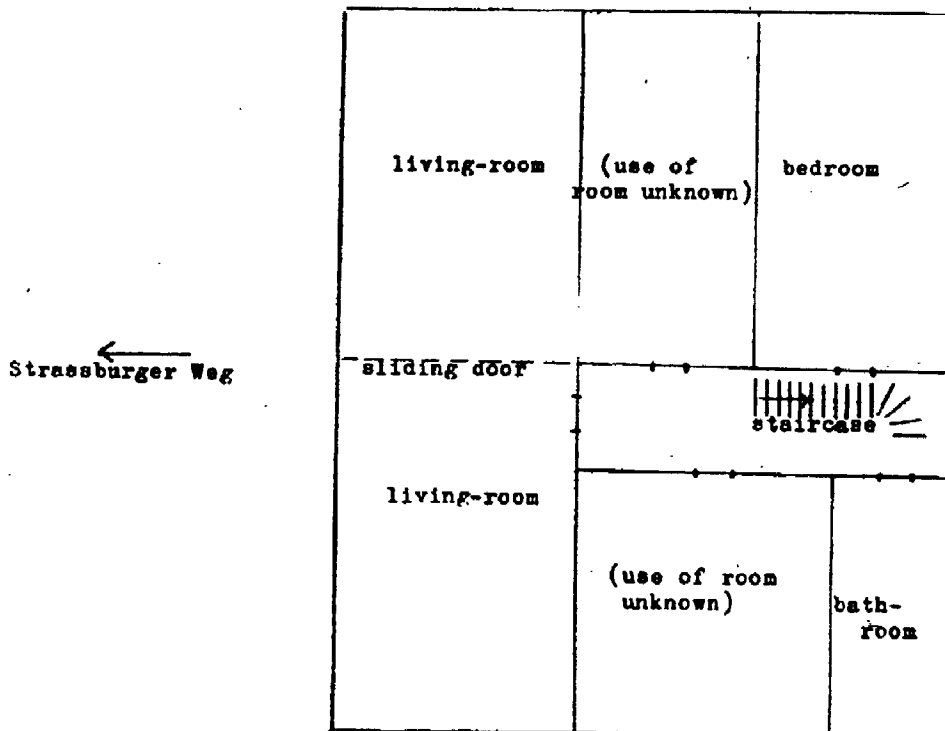 living-room
(use of
room unknown)
bedroom
Strassburger Weg
sliding door
staircase
living-room
(use of room
unknown)
bath-
room